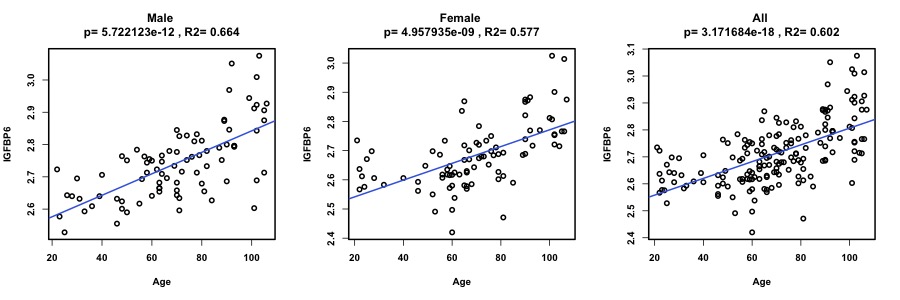 Male
p= 5.722123e-12 , R2= 0.664
IGFBP6
2.6 2.7 2.8 2.9 3.0
20 40 60 80 100
Age
Female
p= 4.957935e-09 , R2= 0.577
IGFBP6
2.4 2.5 2.6 2.7 2.8 2.9 3.0
20 40 60 80 100
Age
All
p= 3.171684e-18 , R2= 0.602
IGFBP6
2.4 2.5 2.6 2.7 2.8 2.9 3.0 3.1
20 40 60 80 100
Age